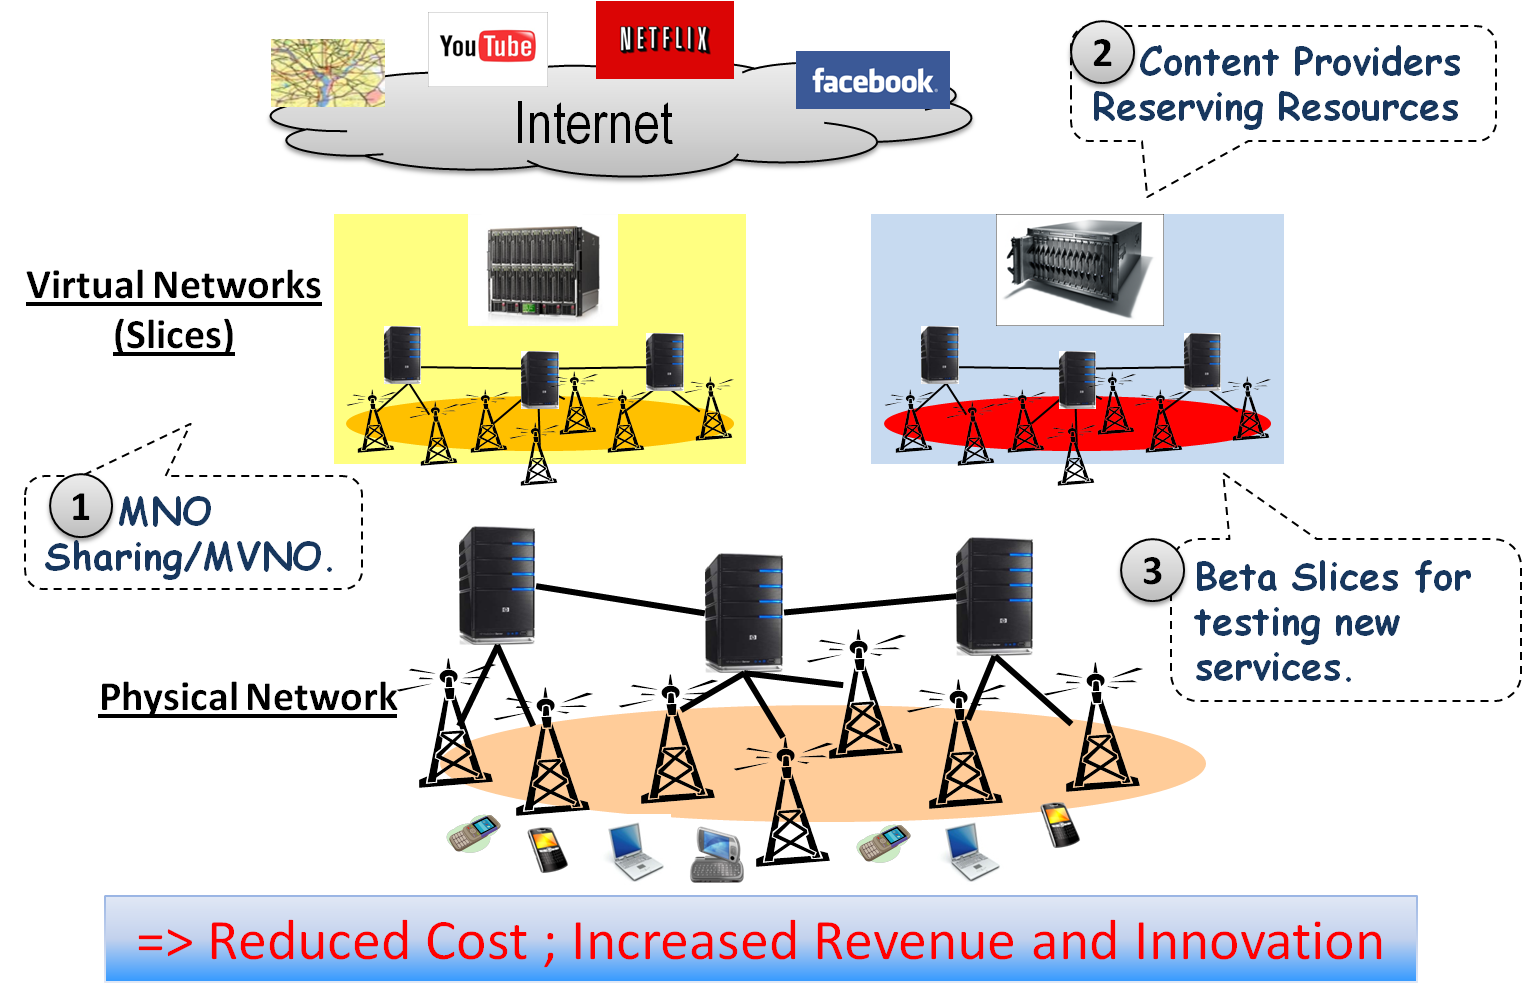 YouTube
NETFLIX
facebook
Internet
2
Content Providers
Reserving Resources
Virtual Networks
(Slices)
1
MNO
Sharing/MVNO.
3
Beta Slices for
testing new
services.
Physical Network
=> Reduced Cost ; Increased Revenue and Innovation